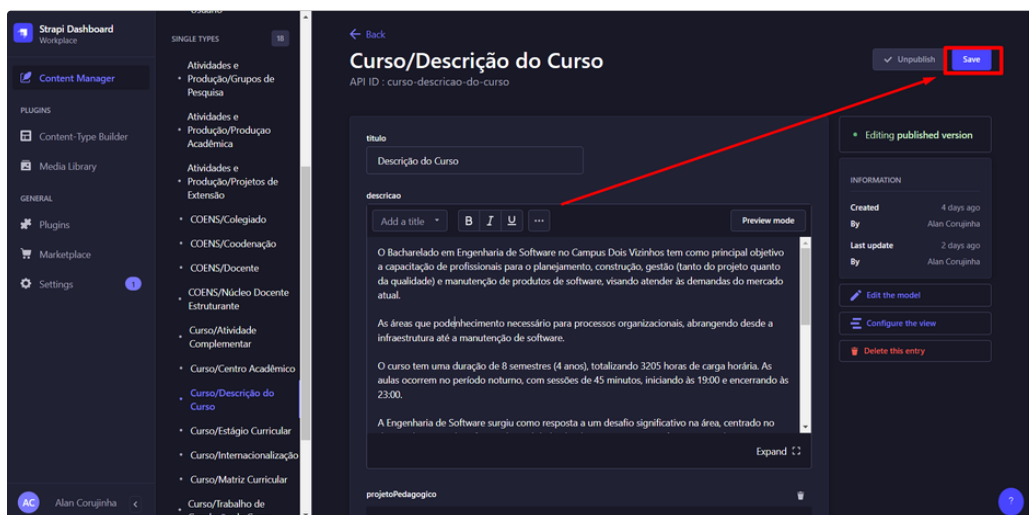 Strapi Dashboard
Workplace
Content Manager
PLUGINS
Content-Type Builder
Media Library
GENERAL
Plugins
Marketplace
Settings
1
AC
Alan Corujinha
SINGLE TYPES
18
Atividades e
Produção/Grupos de
Pesquisa
Atividades e
Produção/Produçao
Acadêmica
Atividades e
Produção/Projetos de
Extensão
COENS/Colegiado
COENS/Coodenação
COENS/Docente
COENS/Núcleo Docente
Estruturante
Curso/Atividade
Complementar
Curso/Centro Acadêmico
Curso/Descrição do
Curso
Curso/Estágio Curricular
Curso/Internacionalização
Curso/Matriz Curricular
Curso/Trabalho de
Back
Curso/Descrição do Curso
API ID : curso-descricao-do-curso
Unpublish
Save
titulo
Descrição do Curso
descricao
Add a title
B I U ...
Preview mode
O Bacharelado em Engenharia de Software no Campus Dois Vizinhos tem como principal objetivo
a capacitação de profissionais para o planejamento, construção, gestão (tanto do projeto quanto
da qualidade) e manutenção de produtos de software, visando atender às demandas do mercado
atual.
As áreas que podenhecimento necessário para processos organizacionais, abrangendo desde a
infraestrutura até a manutenção de software.
O curso tem uma duração de 8 semestres (4 anos), totalizando 3205 horas de carga horária. As
aulas ocorrem no período noturno, com sessões de 45 minutos, iniciando às 19:00 e encerrando às
23:00.
A Engenharia de Software surgiu como resposta a um desafio significativo na área, centrado no
Expand
projetoPedagogico
Editing published version
INFORMATION
Created
4 days ago
By
Alan Corujinha
Last update
2 days ago
By
Alan Corujinha
Edit the model
Configure the view
Delete this entry
?